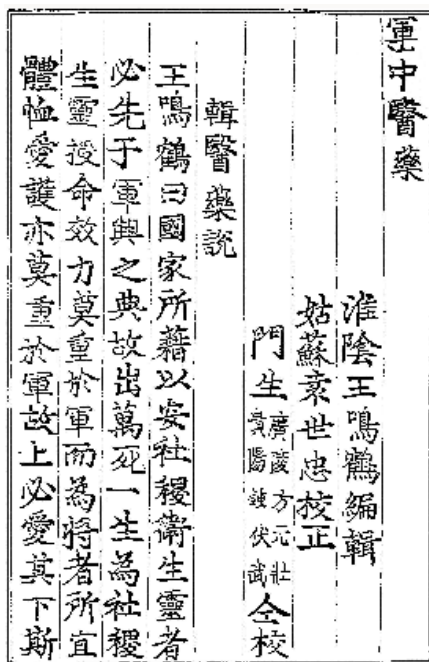 軍中醫藥
淮陰王鳴鶴編輯
姑蘇袁世忠校正
門生廣陵方元壯貴陽鍾伏武仝校
輯醫藥說
王鳴鶴曰國家所藉以安社稷衛生靈者
必先于軍興之典故出萬死一生為社稷
生靈授命效力莫重於軍而為將者所宜
體恤愛護亦莫重於軍故上必愛其下斯